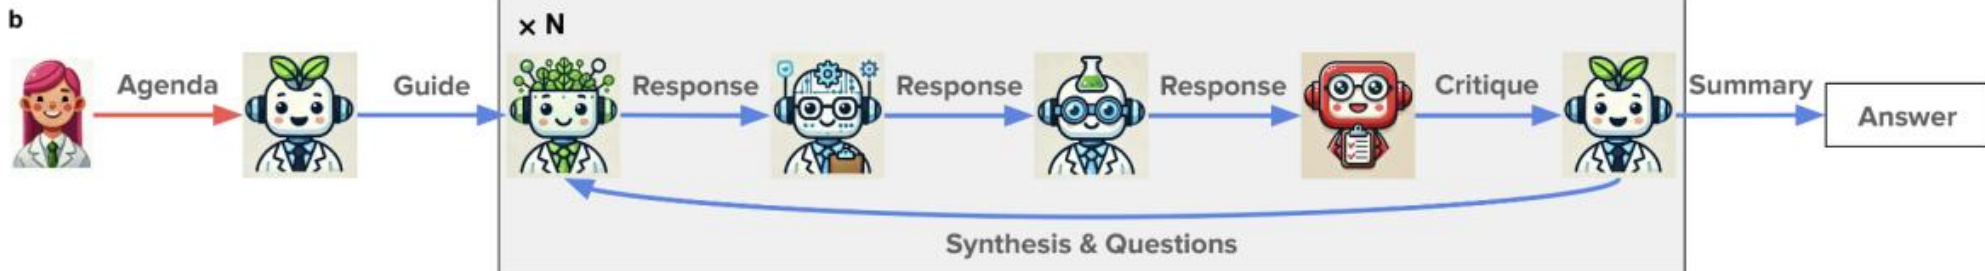 b
× N
Agenda
Guide
Response
Response
Response
Critique
Summary
Answer
Synthesis & Questions